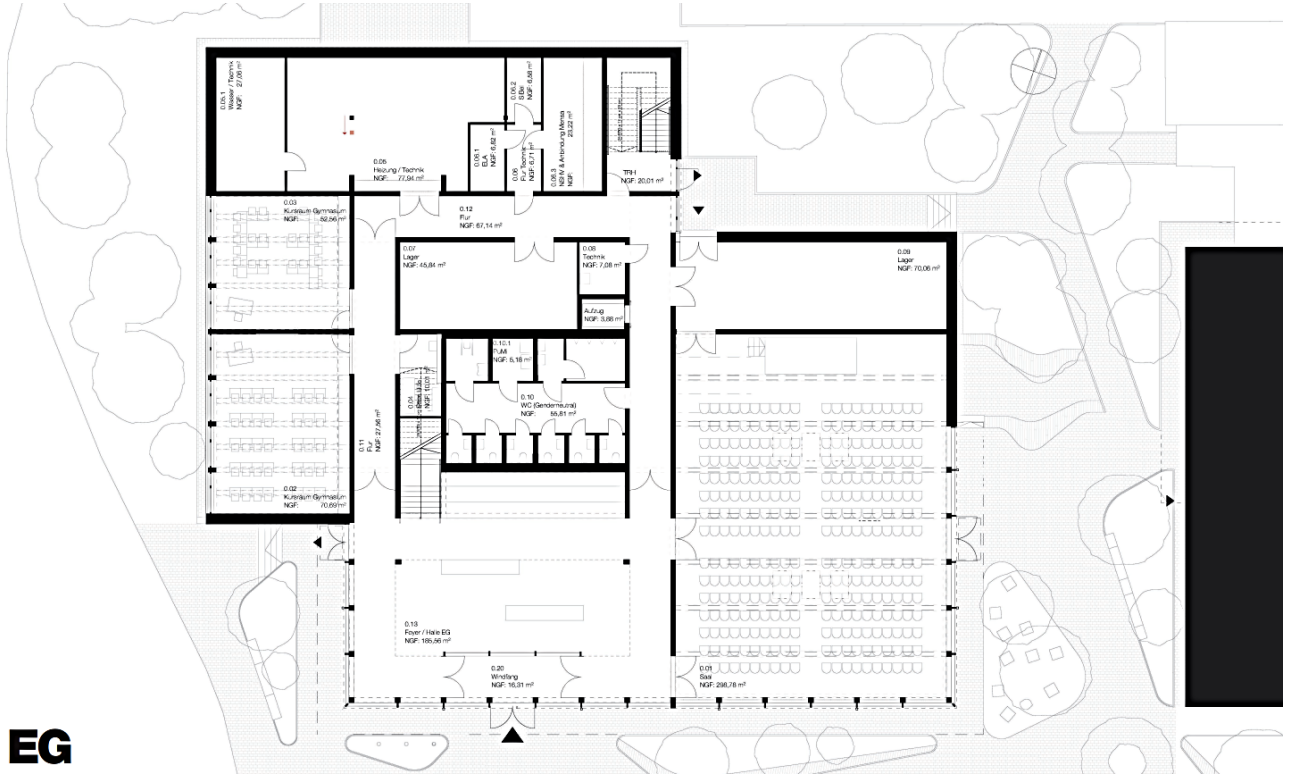 0.05.1
Wasser / Technik
NGF: 27,06 m²
0.06.2
SiBel
NGF: 6,58 m²
0.06.1
ELA
NGF: 6,82 m²
0.06
Flur Technik
NGF: 6,71 m²
0.06.3
NSHV & Anbindung Mensa
NGF: 23,22 m²
0.05
Heizung / Technik
NGF: 77,94 m²
TRH
NGF: 20,01 m²
0.03
Kursraum Gymnasium
NGF: 52,56 m²
0.12
Flur
NGF: 67,14 m²
0.07
Lager
NGF: 45,84 m²
0.08
Technik
NGF: 7,08 m²
0.09
Lager
NGF: 70,06 m²
Aufzug
NGF: 3,88 m²
0.10.1
PuMi
NGF: 5,18 m²
0.04
NGF: 10,03 m²
0.10
WC (Genderneutral)
NGF: 55,81 m²
0.11
Flur
NGF: 27,56 m²
0.02
Kursraum Gymnasium
NGF: 70,69 m²
0.13
Foyer / Halle EG
NGF: 185,56 m²
0.20
Windfang
NGF: 16,31 m²
0.01
Saal
NGF: 298,78 m²
EG